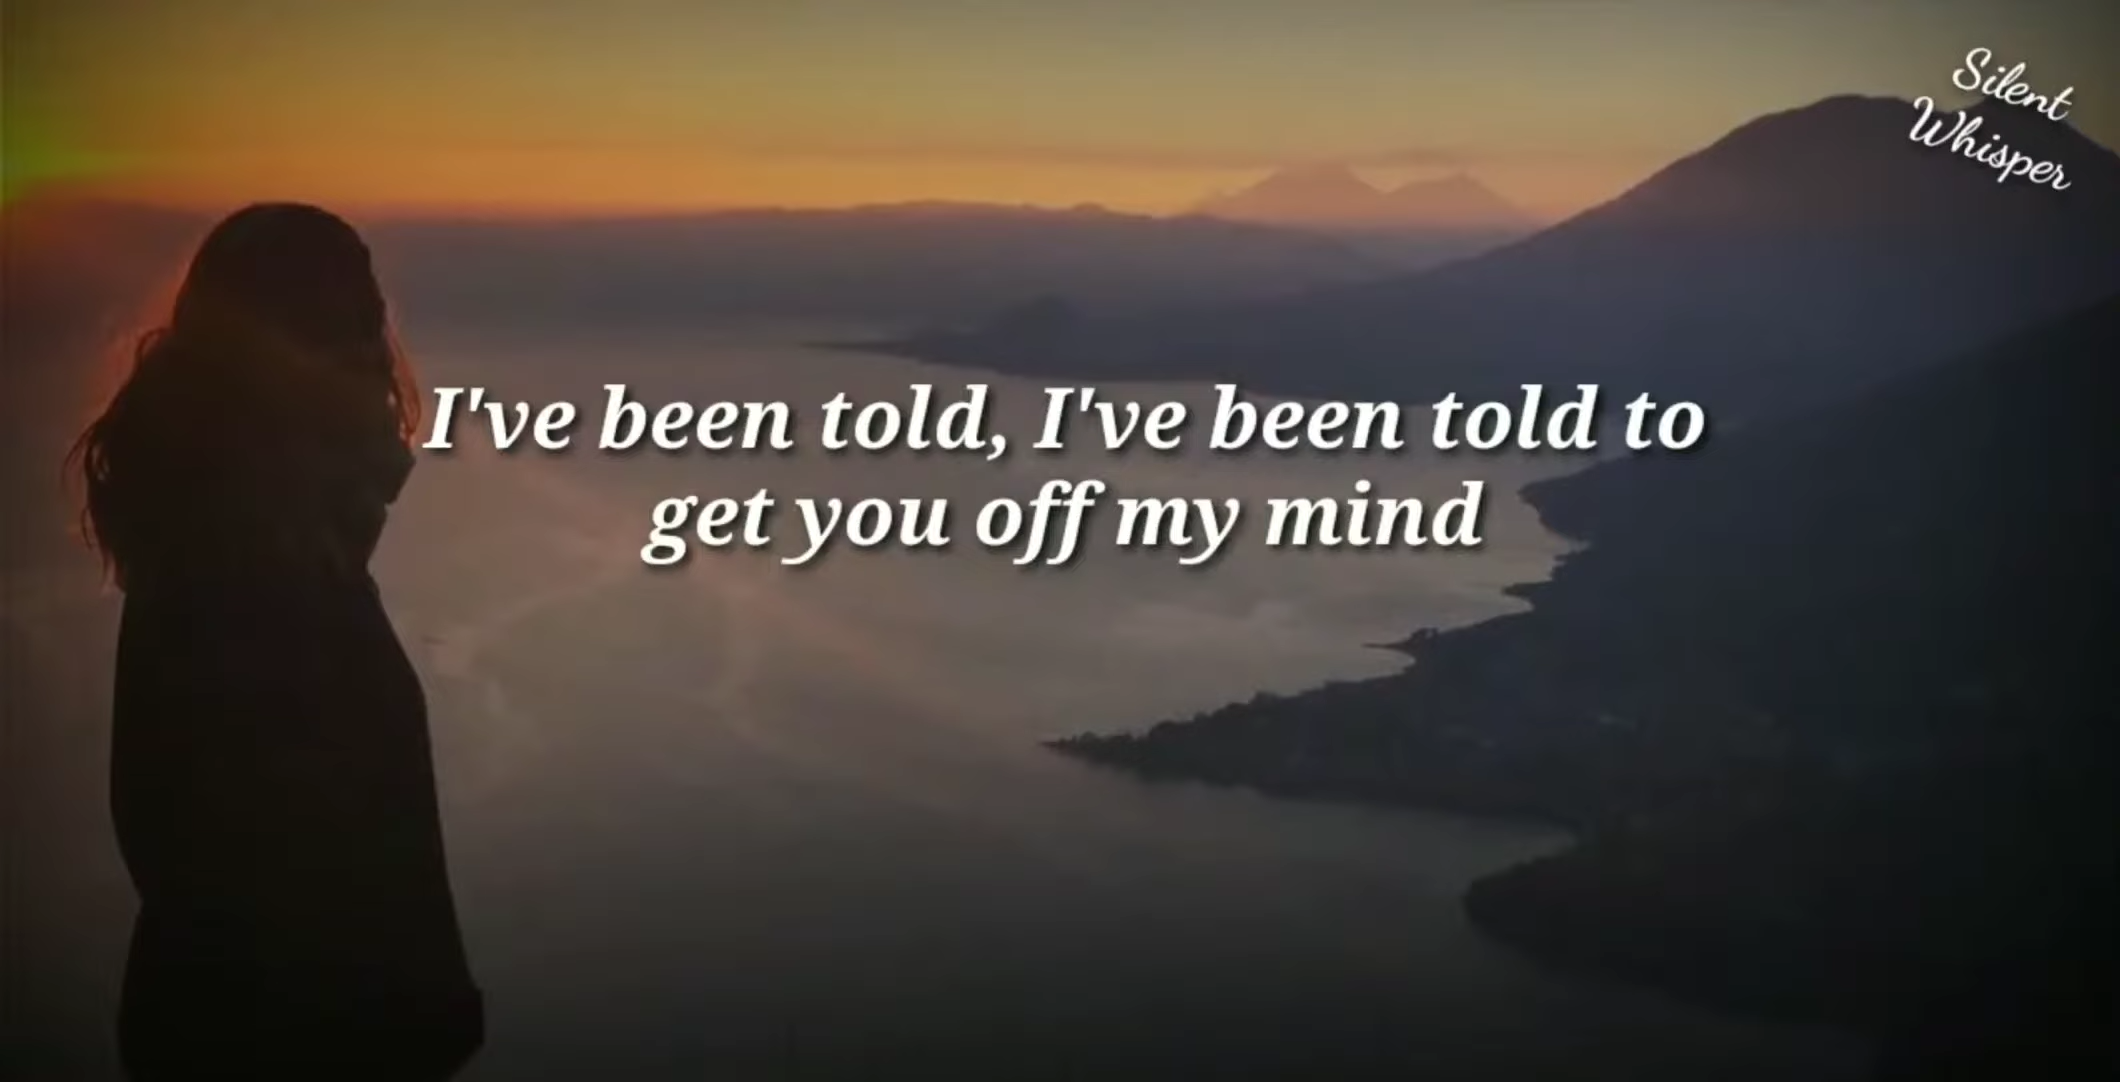 Silent
Whisper
I've been told, I've been told to
get you off my mind